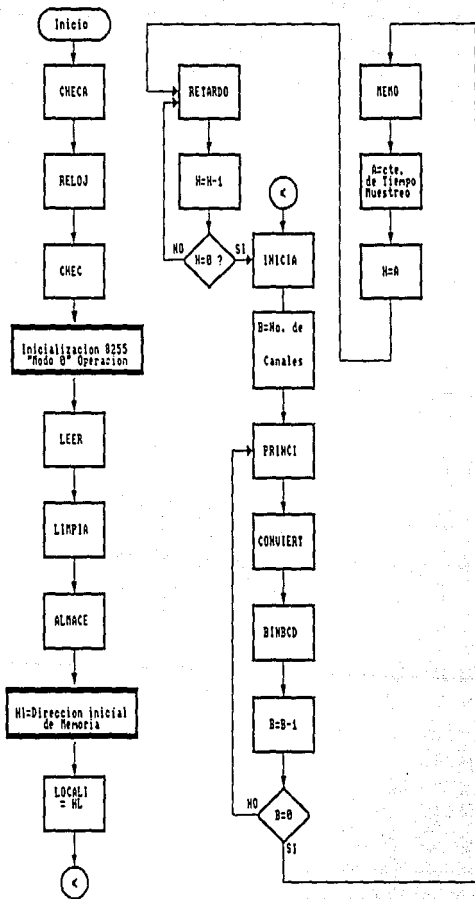 Inicio
CHECA
RELOJ
CHEC
Inicializacion 8255
"Modo 0" Operacion
LEER
LIMPIA
ALMACE
Hl=Direccion inicial
de Memoria
LOCALI
= HL
<
RETARDO
H=H-1
H=0 ?
NO
SI
<
INICIA
B=No. de
Canales
PRINCI
CONVIERT
BINBCD
B=B-1
B=0
NO
SI
MEMO
A=cte.
de Tiempo
Muestreo
H=A